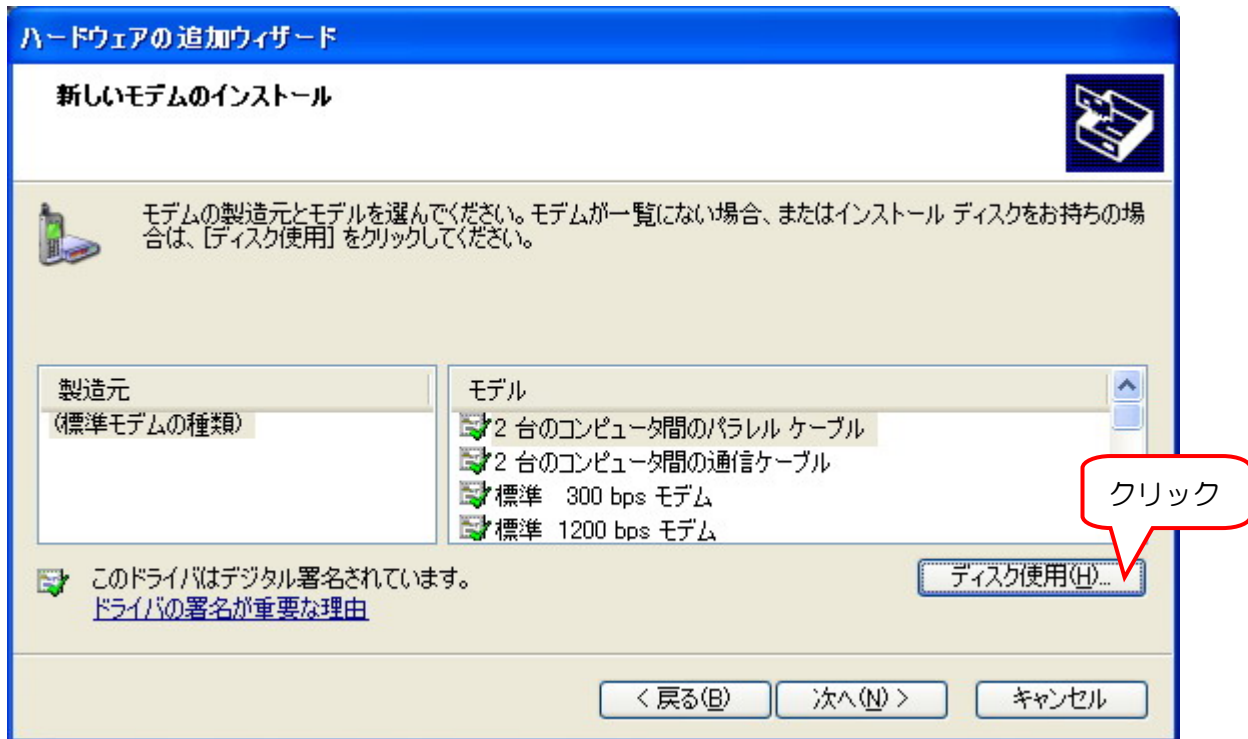 ハードウェアの追加ウィザード
新しいモデムのインストール
モデムの製造元とモデルを選んでください。モデムが一覧にない場合、またはインストール ディスクをお持ちの場
合は、[ディスク使用] をクリックしてください。
製造元
(標準モデムの種類)
モデル
2 台のコンピュータ間のパラレル ケーブル
2 台のコンピュータ間の通信ケーブル
標準 300 bps モデム
標準 1200 bps モデム
クリック
このドライバはデジタル署名されています。
ドライバの署名が重要な理由
ディスク使用(H)...
< 戻る(B)
次へ(N) >
キャンセル